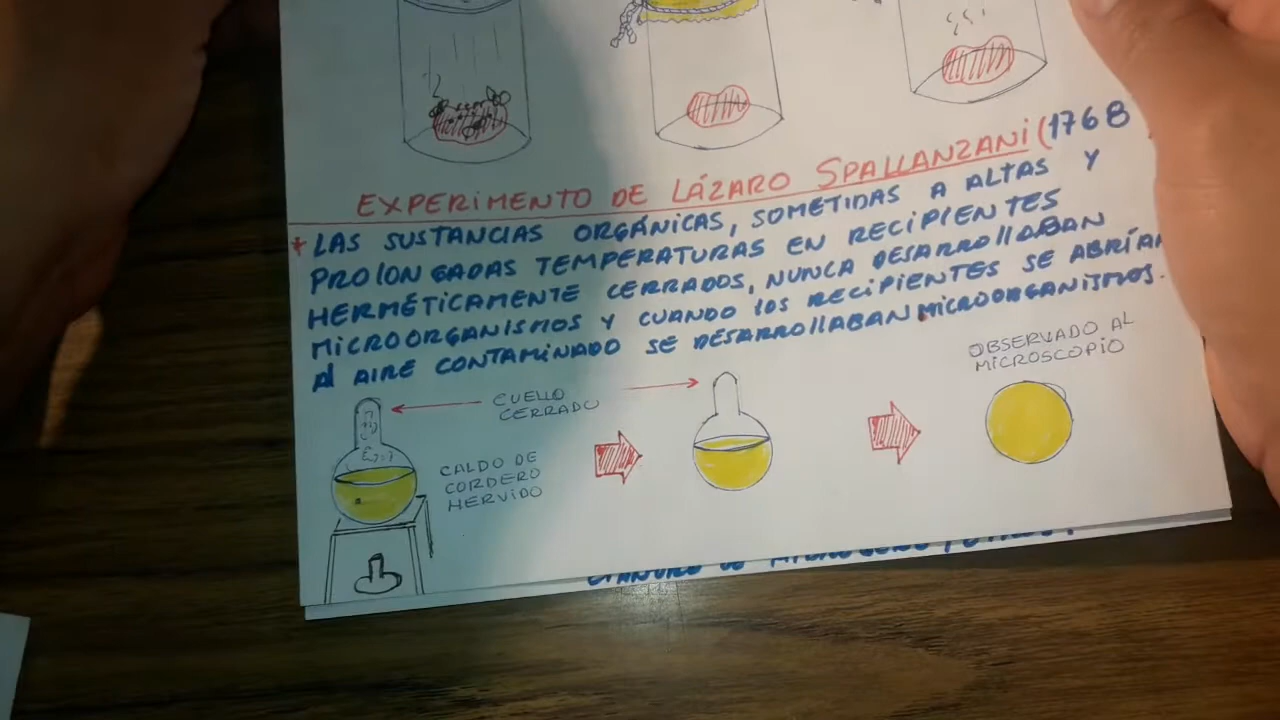 EXPERIMENTO DE LÁZARO SPALLANZANI (1768
* LAS SUSTANCIAS ORGÁNICAS, SOMETIDAS A ALTAS Y
PROLONGADAS TEMPERATURAS EN RECIPIENTES
HERMÉTICAMENTE CERRADOS, NUNCA DESARROLLABAN
MICROORGANISMOS Y CUANDO LOS RECIPIENTES SE ABRÍAN
AL AIRE CONTAMINADO SE DESARROLLABAN MICROORGANISMOS.
OBSERVADO AL
MICROSCOPIO
CUELLO
CERRADO
CALDO DE
CORDERO
HERVIDO